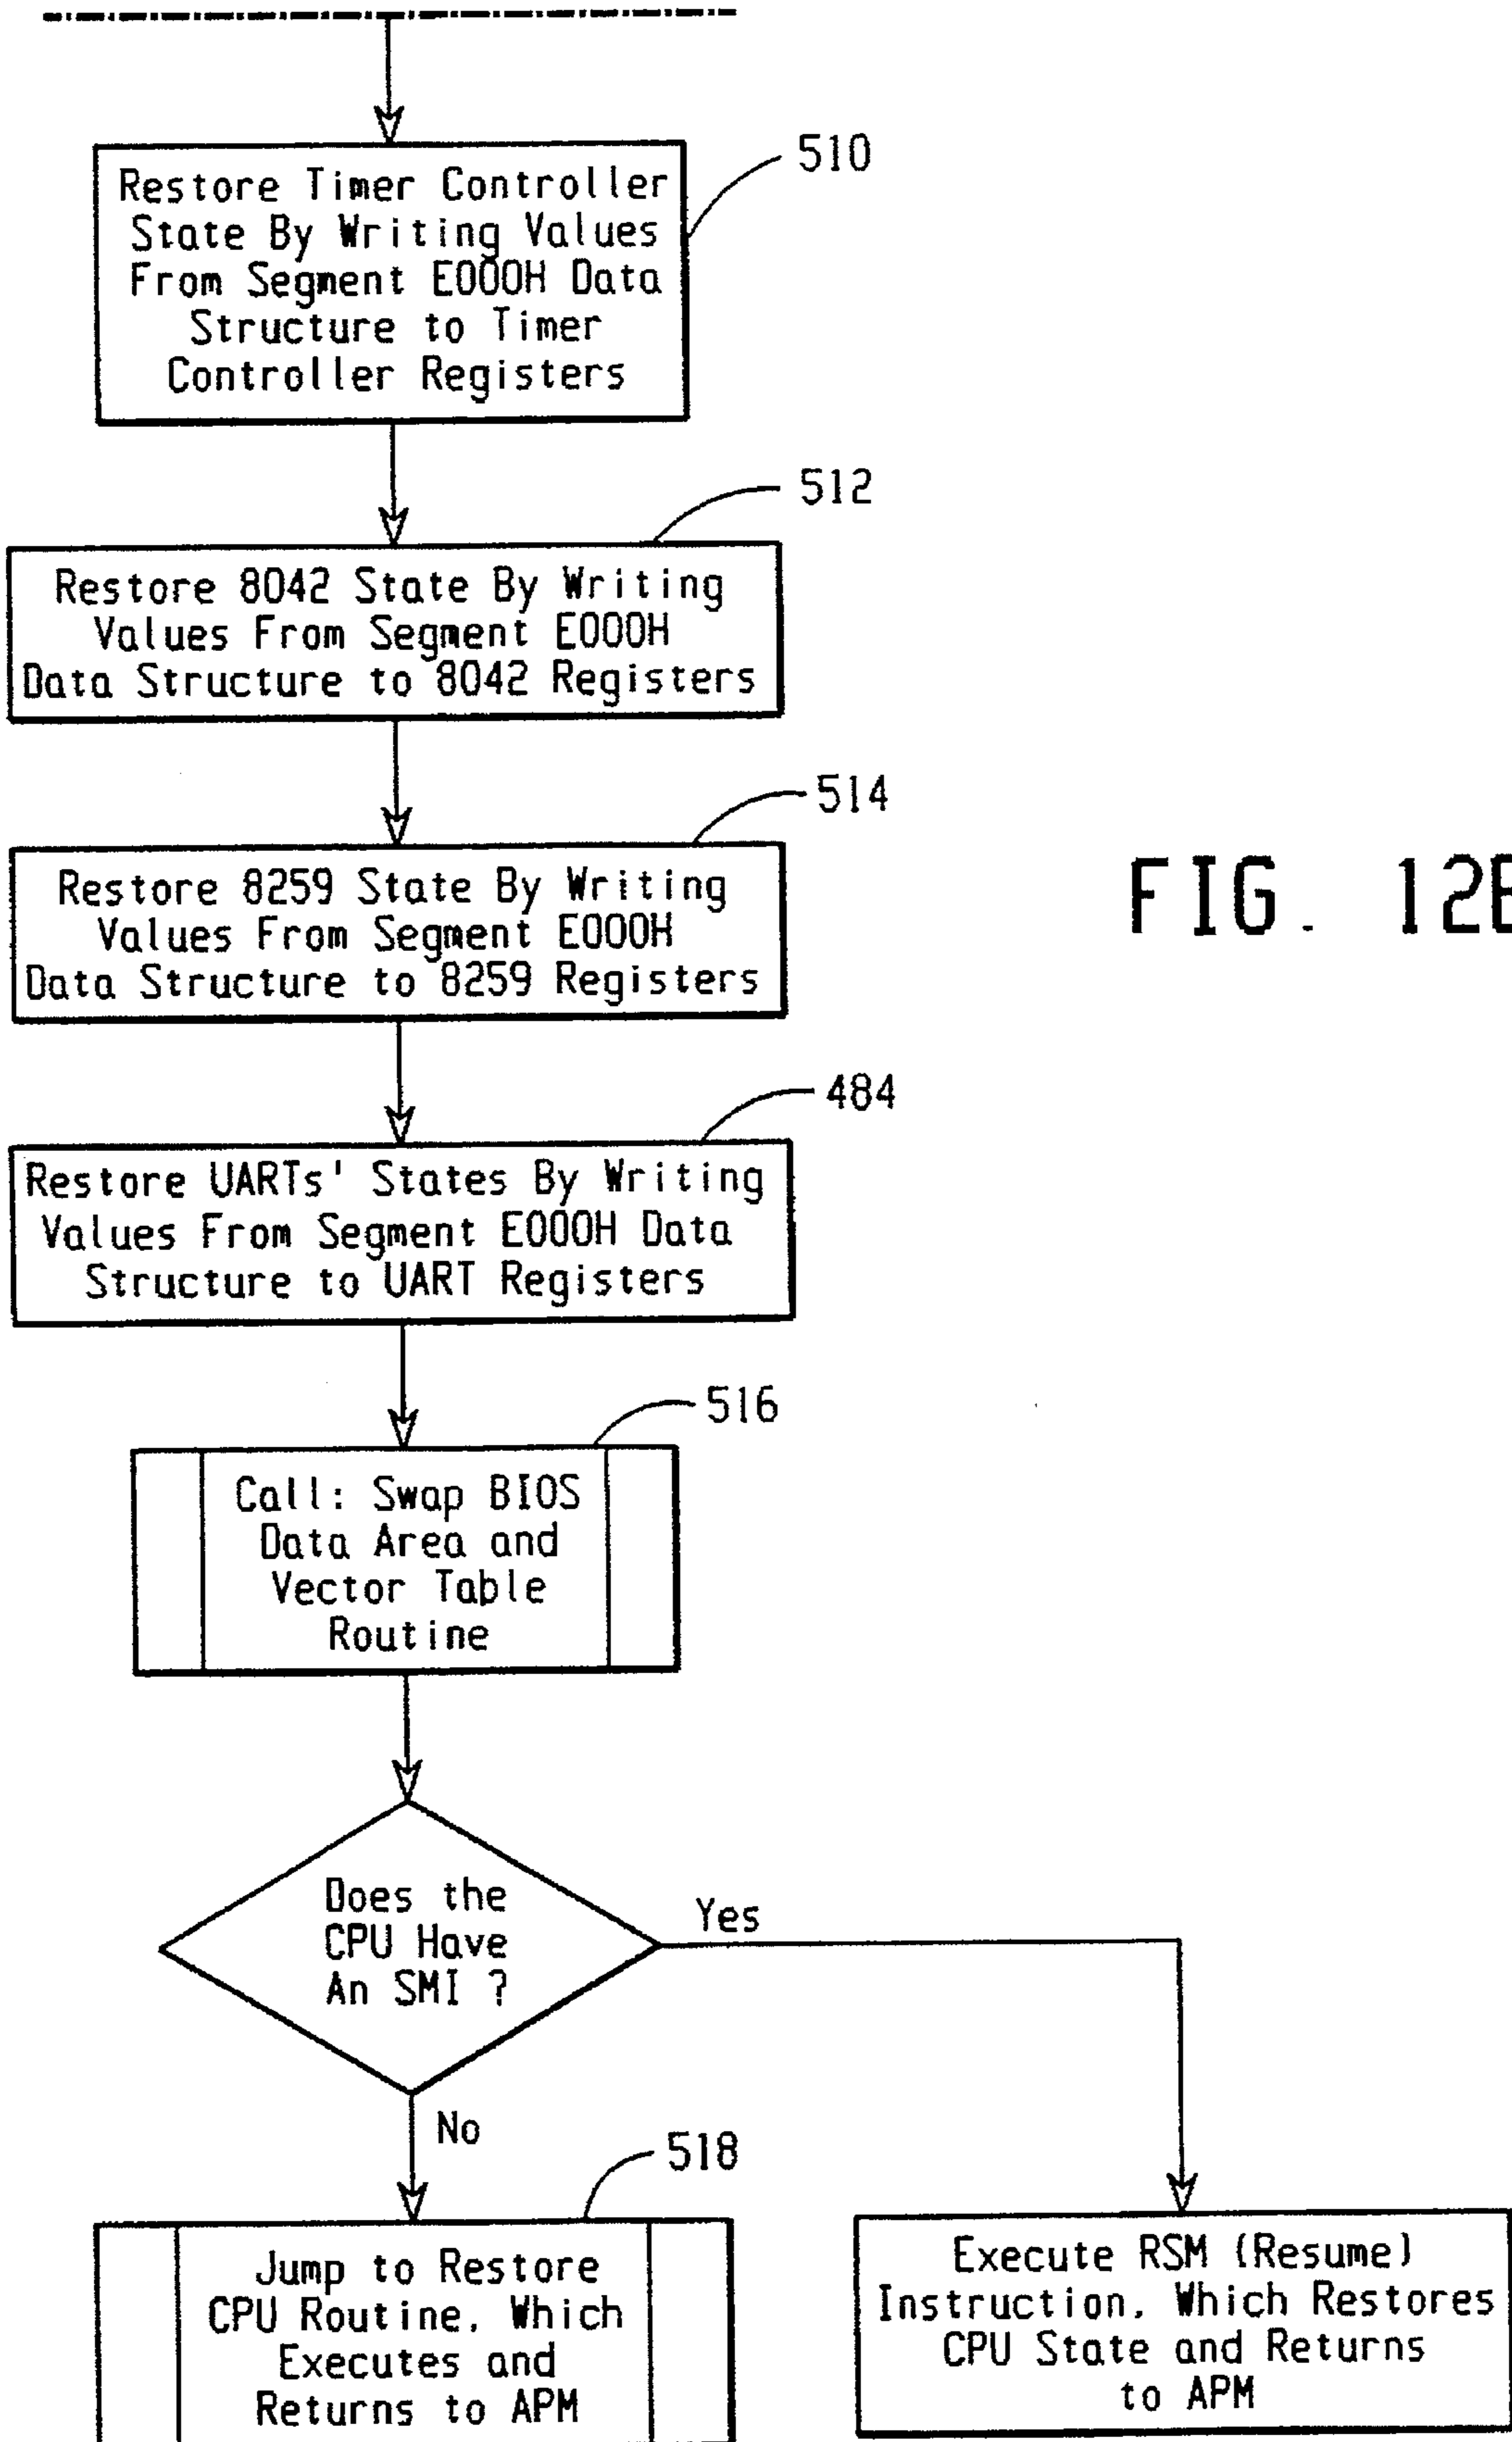 510
Restore Timer Controller
State By Writing Values
From Segment E000H Data
Structure to Timer
Controller Registers
512
Restore 8042 State By Writing
Values From Segment E000H
Data Structure to 8042 Registers
514
Restore 8259 State By Writing
Values From Segment E000H
Data Structure to 8259 Registers
FIG. 12B
484
Restore UARTs' States By Writing
Values From Segment E000H Data
Structure to UART Registers
516
Call: Swap BIOS
Data Area and
Vector Table
Routine
Does the
CPU Have
An SMI ?
Yes
No
518
Jump to Restore
CPU Routine, Which
Executes and
Returns to APM
Execute RSM (Resume)
Instruction, Which Restores
CPU State and Returns
to APM